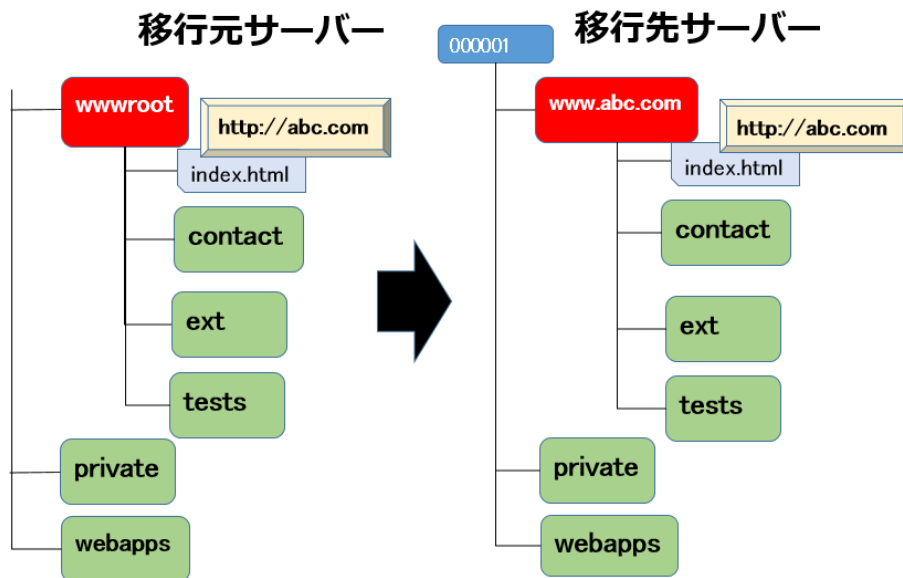 移行元サーバー
wwwroot
http://abc.com
index.html
contact
ext
tests
private
webapps
000001
移行先サーバー
www.abc.com
http://abc.com
index.html
contact
ext
tests
private
webapps